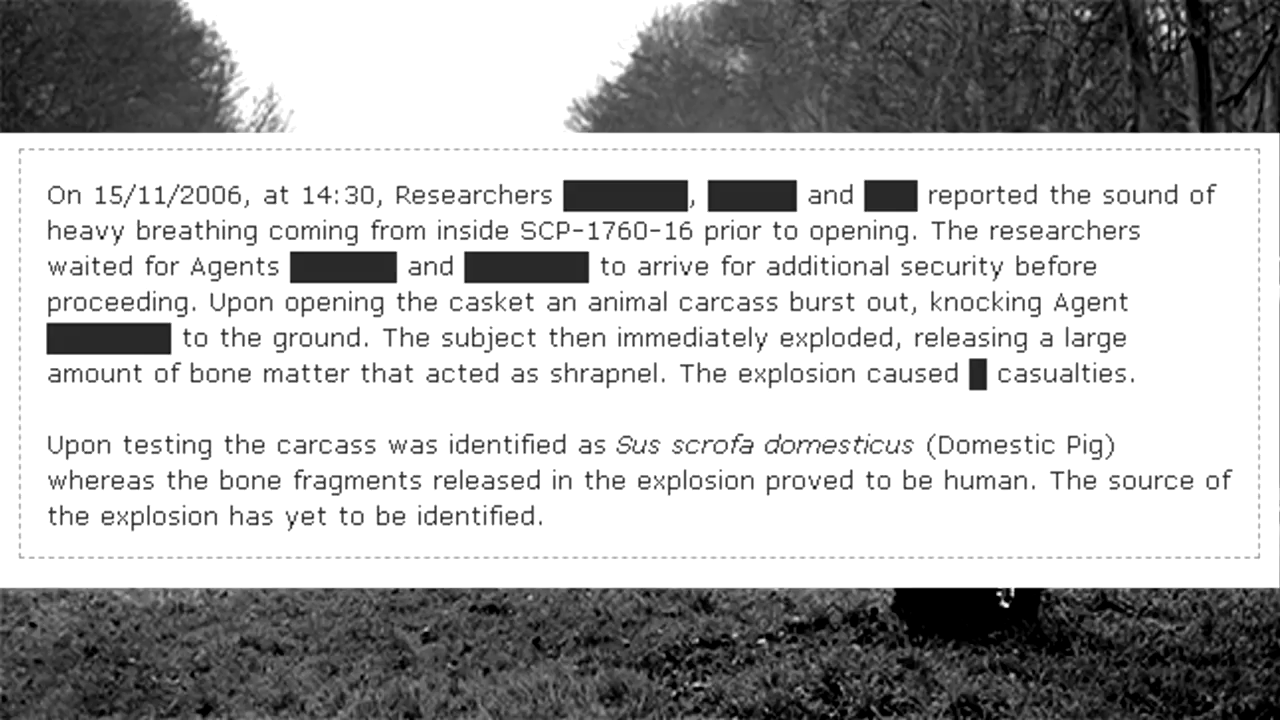 On 15/11/2006, at 14:30, Researchers , and reported the sound of
heavy breathing coming from inside SCP-1760-16 prior to opening. The researchers
waited for Agents and to arrive for additional security before
proceeding. Upon opening the casket an animal carcass burst out, knocking Agent
to the ground. The subject then immediately exploded, releasing a large
amount of bone matter that acted as shrapnel. The explosion caused casualties.
Upon testing the carcass was identified as Sus scrofa domesticus (Domestic Pig)
whereas the bone fragments released in the explosion proved to be human. The source of
the explosion has yet to be identified.